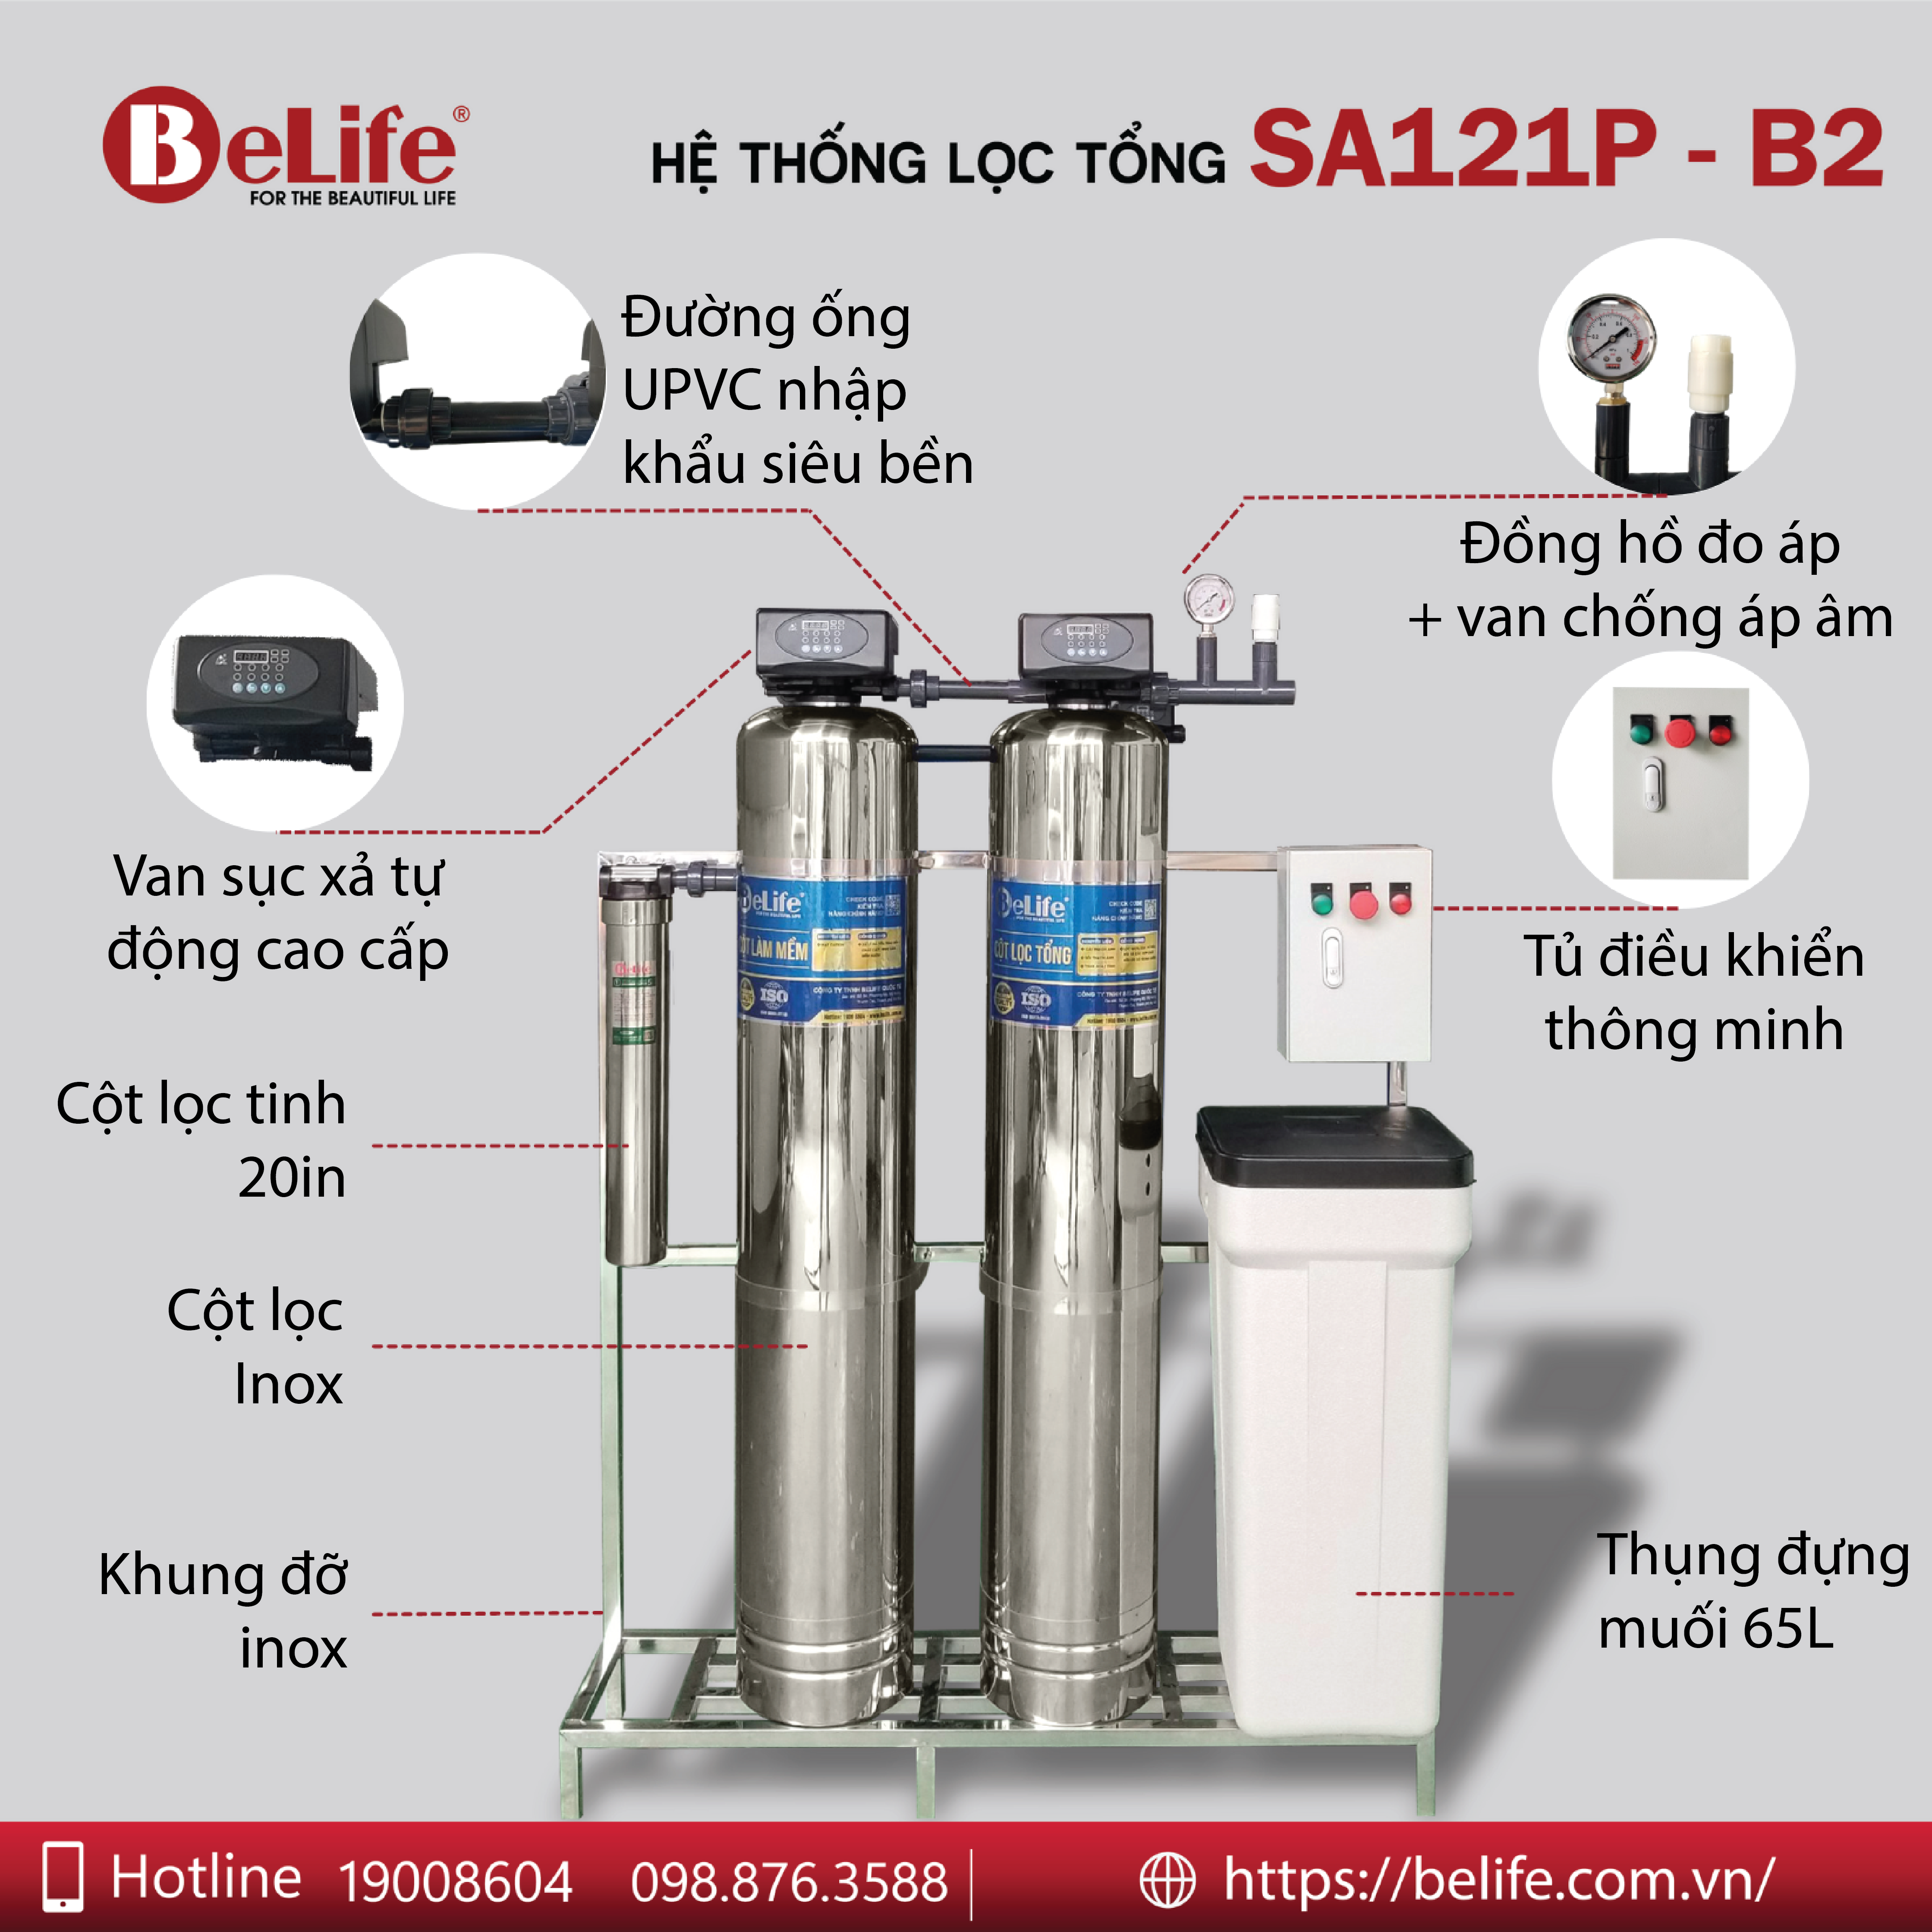 BeLife®
FOR THE BEAUTIFUL LIFE
HỆ THỐNG LỌC TỔNG SA121P - B2
Đường ống
UPVC nhập
khẩu siêu bền
Đồng hồ đo áp
+ van chống áp âm
Van sục xả tự
động cao cấp
Tủ điều khiển
thông minh
Cột lọc tinh
20in
Cột lọc
Inox
Khung đỡ
inox
Thụng đựng
muối 65L
BeLife
CỘT LÀM MỀM
ISO
BeLife
CỘT LỌC TỔNG
ISO
BeLife
Hotline 19008604 098.876.3588
https://belife.com.vn/